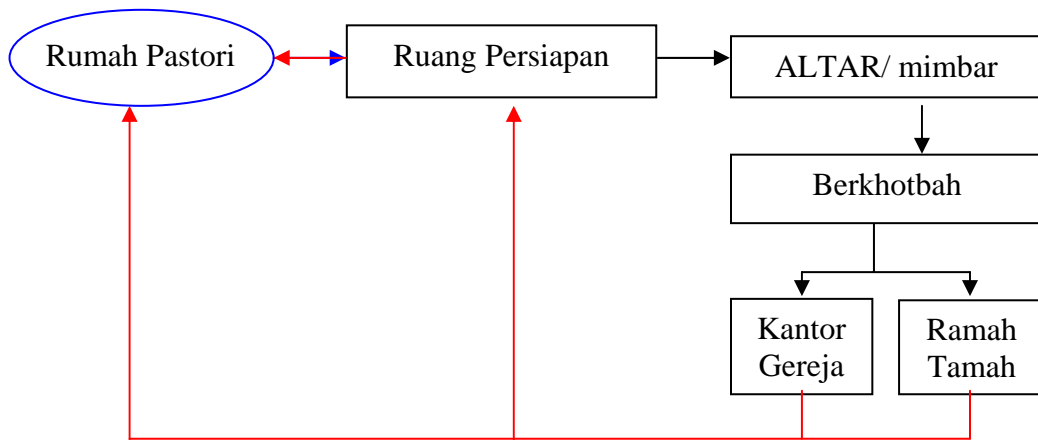 Rumah Pastori
Ruang Persiapan
ALTAR/ mimbar
Berkhotbah
Kantor
Gereja
Ramah
Tamah